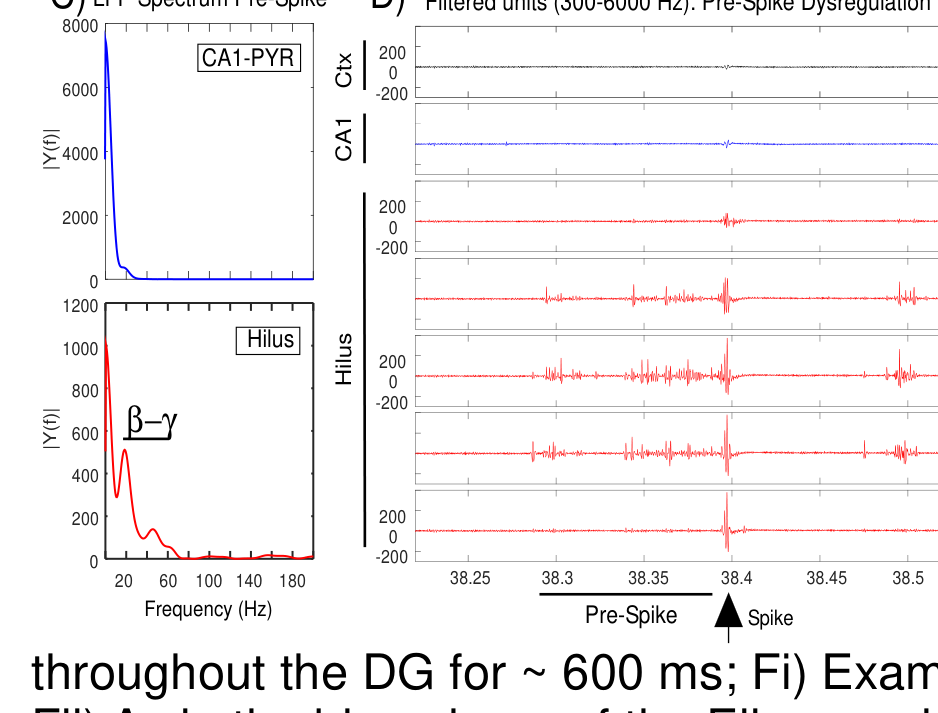 LFP Spectrum Pre-Spike
D) Filtered units (300-6000 Hz): Pre-Spike Dysregulation
8000
CA1-PYR
6000
4000
2000
0
|Y(f)|
1200
Hilus
1000
800
β–γ
600
400
200
0
|Y(f)|
20 60 100 140 180
Frequency (Hz)
Ctx
200
0
-200
CA1
Hilus
200
0
-200
200
0
-200
200
0
-200
38.25 38.3 38.35 38.4 38.45 38.5
Pre-Spike
Spike
throughout the DG for ~ 600 ms; Fi) Exam